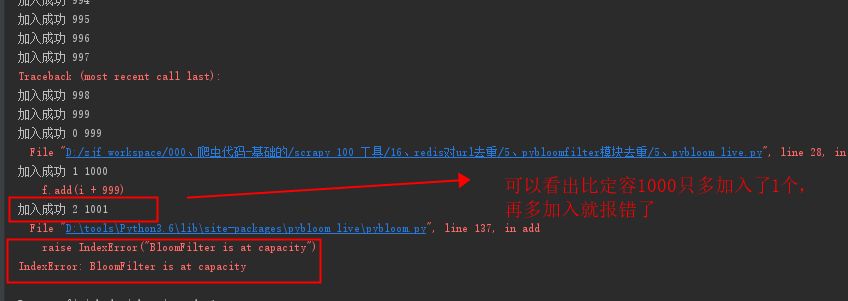 加入成功 994
加入成功 995
加入成功 996
加入成功 997
Traceback (most recent call last):
加入成功 998
加入成功 999
加入成功 0 999
File "D:/zjf_workspace/000、爬虫代码-基础的/scrapy_100_工具/16、redis对url去重/5、pybloomfilter模块去重/5、pybloom_live.py", line 28, in
加入成功 1 1000
f.add(i + 999)
加入成功 2 1001
File "D:\tools\Python3.6\lib\site-packages\pybloom_live\pybloom.py", line 137, in add
raise IndexError("BloomFilter is at capacity")
IndexError: BloomFilter is at capacity
可以看出比定容1000只多加入了1个，
再多加入就报错了